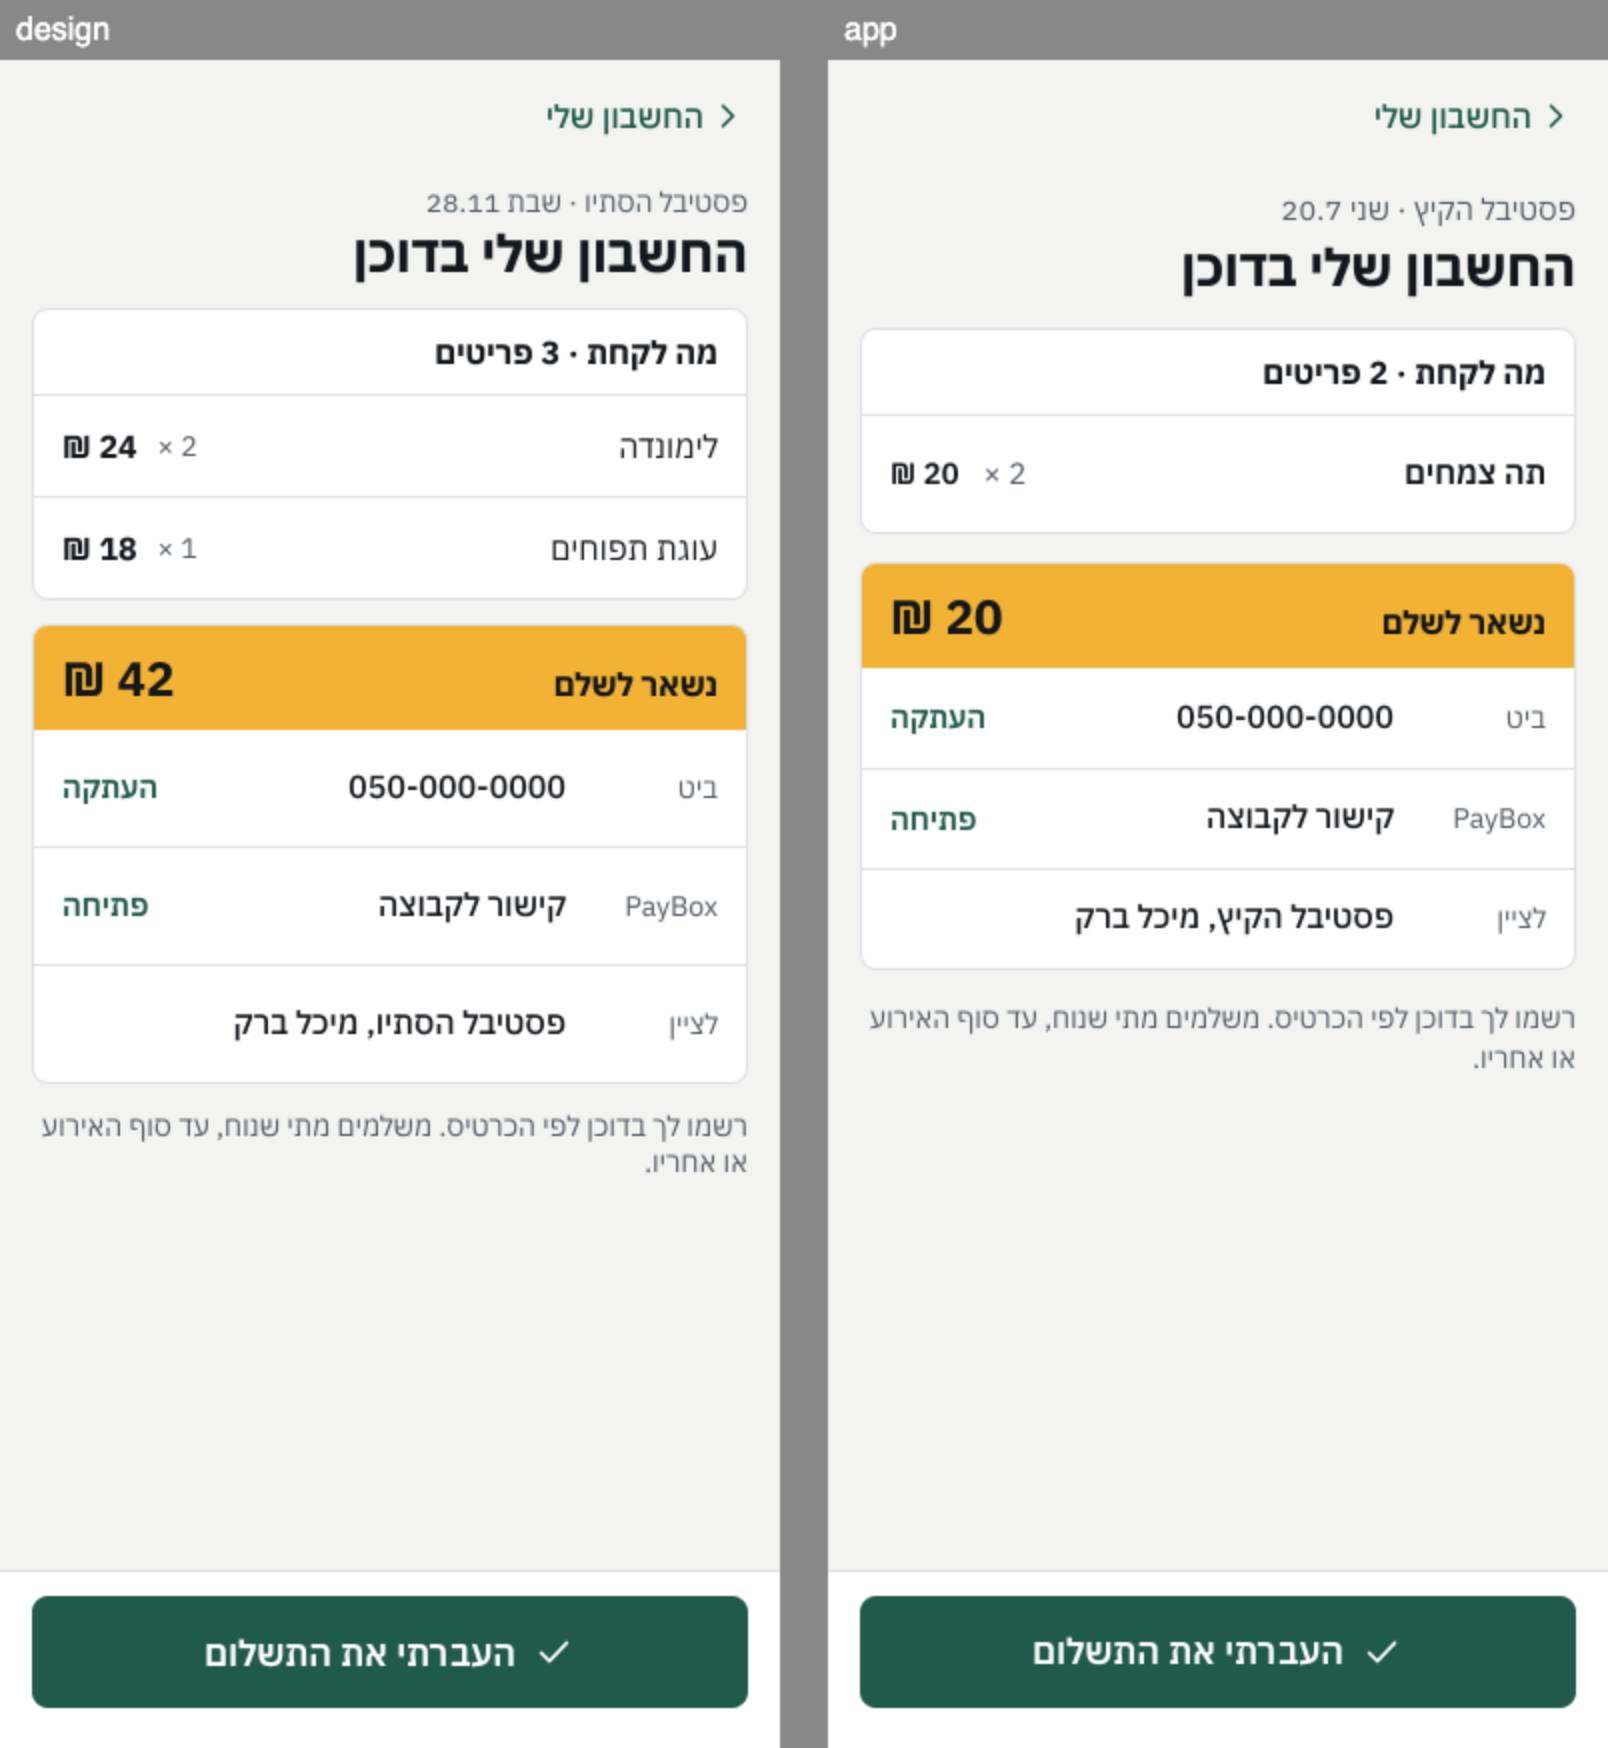 design
החשבון שלי
פסטיבל הסתיו · שבת 28.11
החשבון שלי בדוכן
מה לקחת · 3 פריטים
לימונדה 2 × 24 ₪
עוגת תפוחים 1 × 18 ₪
נשאר לשלם 42 ₪
ביט 050-000-0000 העתקה
PayBox קישור לקבוצה פתיחה
לציין פסטיבל הסתיו, מיכל ברק
רשמו לך בדוכן לפי הכרטיס. משלמים מתי שנוח, עד סוף האירוע
או אחריו.
העברתי את התשלום
app
החשבון שלי
פסטיבל הקיץ · שני 20.7
החשבון שלי בדוכן
מה לקחת · 2 פריטים
תה צמחים 2 × 20 ₪
נשאר לשלם 20 ₪
ביט 050-000-0000 העתקה
PayBox קישור לקבוצה פתיחה
לציין פסטיבל הקיץ, מיכל ברק
רשמו לך בדוכן לפי הכרטיס. משלמים מתי שנוח, עד סוף האירוע
או אחריו.
העברתי את התשלום